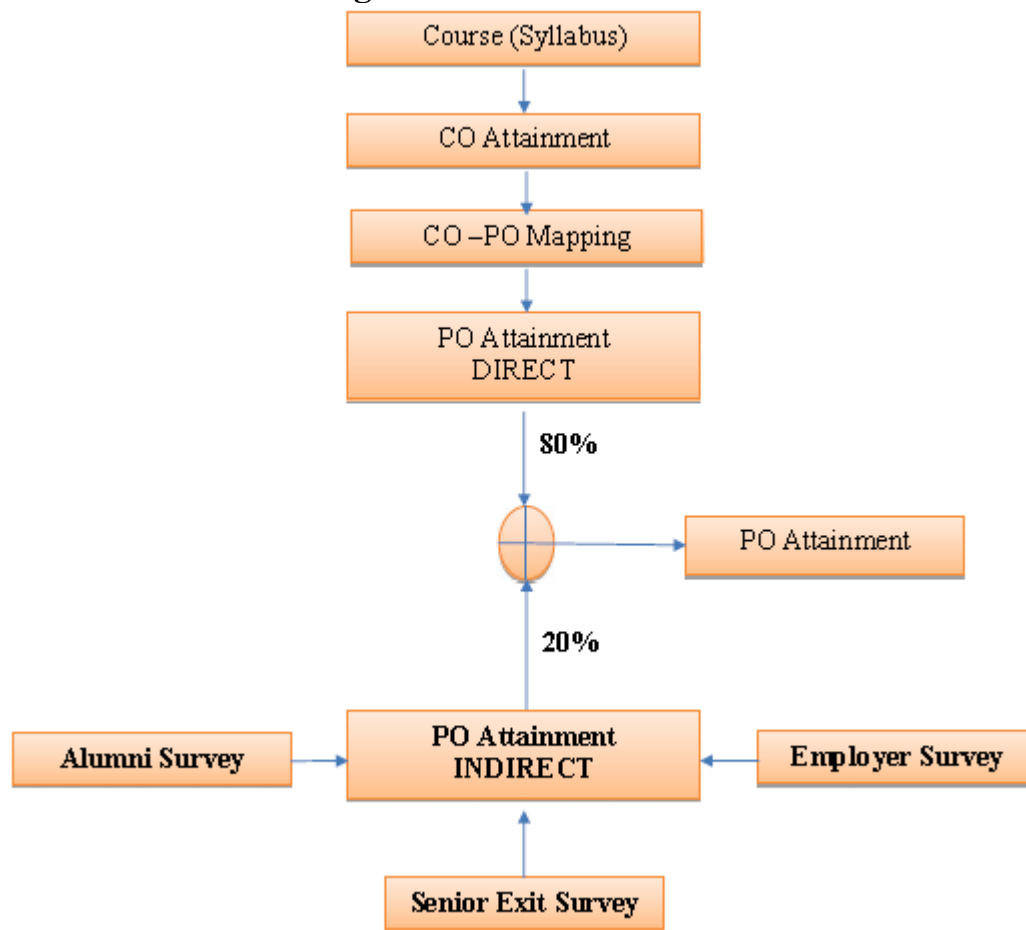 Course (Syllabus)
CO Attainment
CO –PO Mapping
PO Attainment
DIRECT
80%
PO Attainment
20%
PO Attainment
INDIRECT
Alumni Survey
Employer Survey
Senior Exit Survey